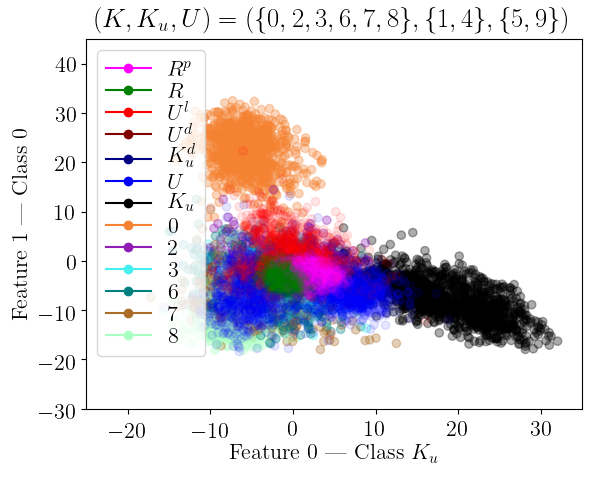 (K, K_u, U) = ({0, 2, 3, 6, 7, 8}, {1, 4}, {5, 9})
Feature 1 — Class 0
40
30
20
10
0
−10
−20
−30
R^p
R
U^l
U^d
K_u^d
U
K_u
0
2
3
6
7
8
−20 −10 0 10 20 30
Feature 0 — Class K_u